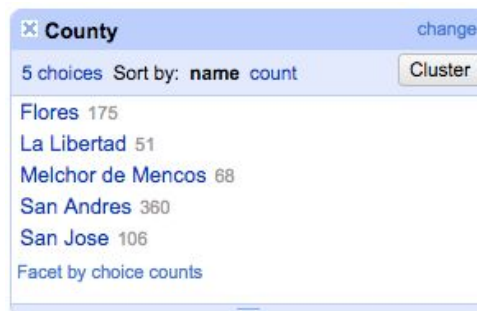 County change
5 choices Sort by: name count Cluster
Flores 175
La Libertad 51
Melchor de Mencos 68
San Andres 360
San Jose 106
Facet by choice counts